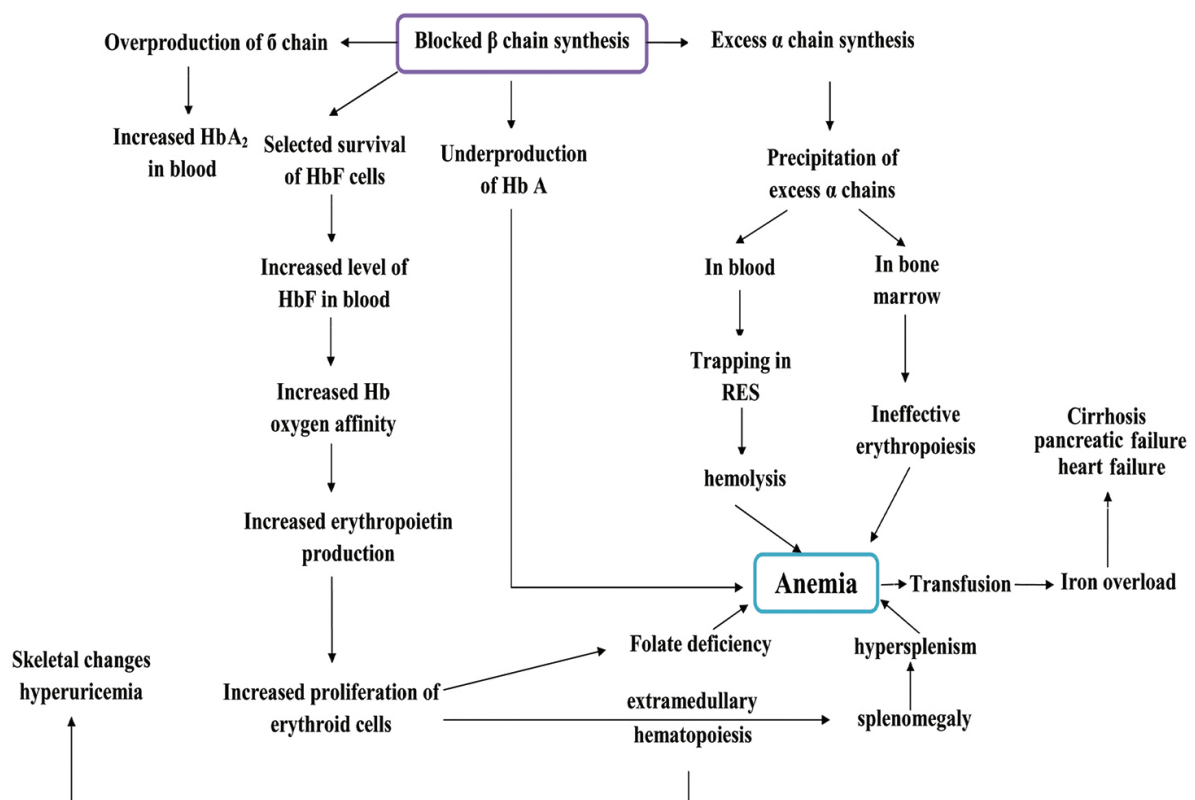 Overproduction of δ chain
Blocked β chain synthesis
Excess α chain synthesis
Increased HbA₂
in blood
Selected survival
of HbF cells
Underproduction
of Hb A
Precipitation of
excess α chains
Increased level of
HbF in blood
In blood
In bone
marrow
Increased Hb
oxygen affinity
Trapping in
RES
Ineffective
erythropoiesis
Cirrhosis
pancreatic failure
heart failure
hemolysis
Increased erythropoietin
production
Anemia
Transfusion
Iron overload
Folate deficiency
hypersplenism
Skeletal changes
hyperuricemia
Increased proliferation of
erythroid cells
extramedullary
hematopoiesis
splenomegaly